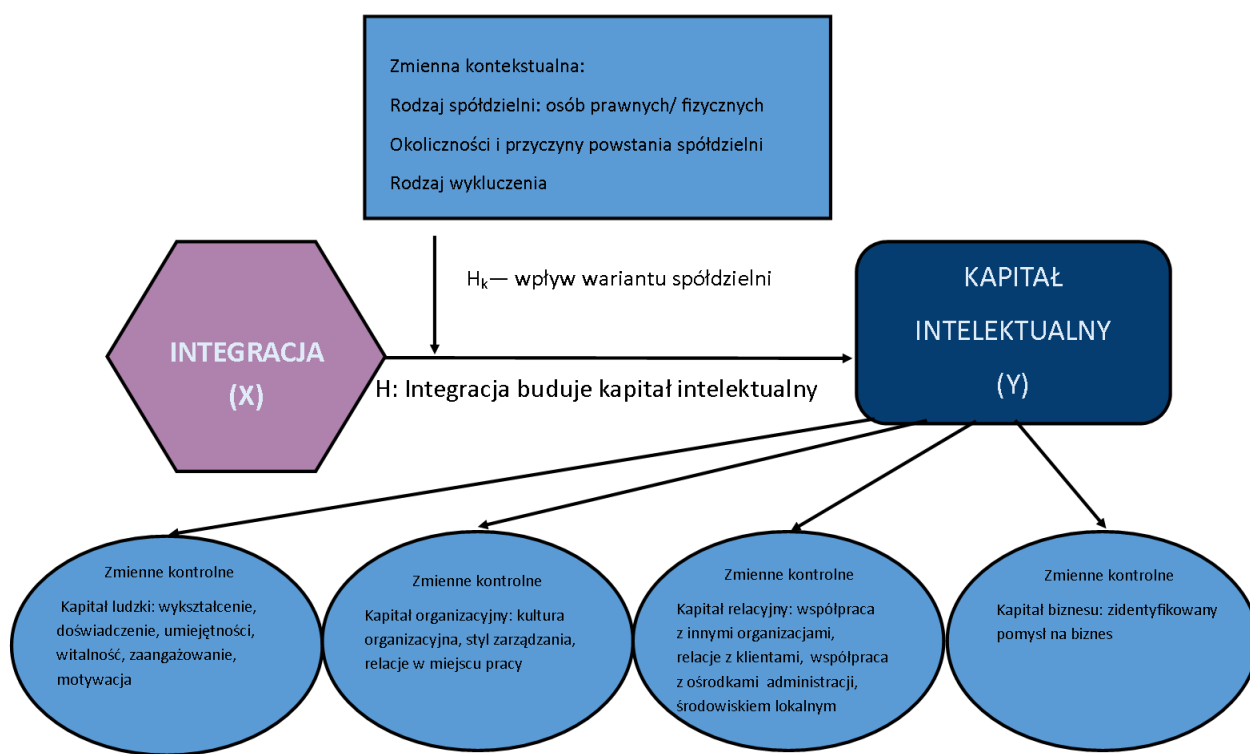 Zmienna kontekstualna:
Rodzaj spółdzielni: osób prawnych/ fizycznych
Okoliczności i przyczyny powstania spółdzielni
Rodzaj wykluczenia
Hk— wpływ wariantu spółdzielni
INTEGRACJA
(X)
H: Integracja buduje kapitał intelektualny
KAPITAŁ
INTELEKTUALNY
(Y)
Zmienne kontrolne
Kapitał ludzki: wykształcenie,
doświadczenie, umiejętności,
witalność, zaangażowanie,
motywacja
Zmienne kontrolne
Kapitał organizacyjny: kultura
organizacyjna, styl zarządzania,
relacje w miejscu pracy
Zmienne kontrolne
Kapitał relacyjny: współpraca
z innymi organizacjami,
relacje z klientami, współpraca
z ośrodkami administracji,
środowiskiem lokalnym
Zmienne kontrolne
Kapitał biznesu: zidentyfikowany
pomysł na biznes